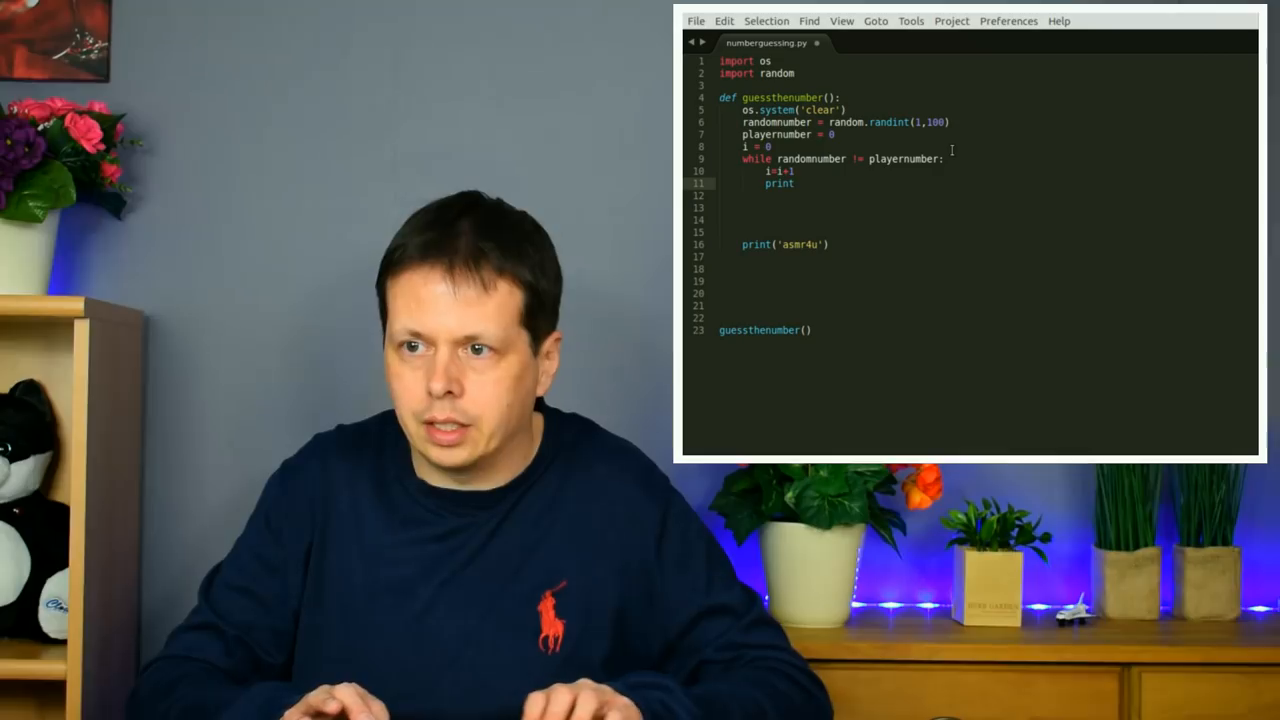 File Edit Selection Find View Goto Tools Project Preferences Help
numberguessing.py
1 import os
2 import random
3
4 def guessthenumber():
5 os.system('clear')
6 randomnumber = random.randint(1,100)
7 playernumber = 0
8 i = 0
9 while randomnumber != playernumber:
10 i=i+1
11 print
12
13
14
15
16 print('asmr4u')
17
18
19
20
21
22
23 guessthenumber()
HERB GARDEN